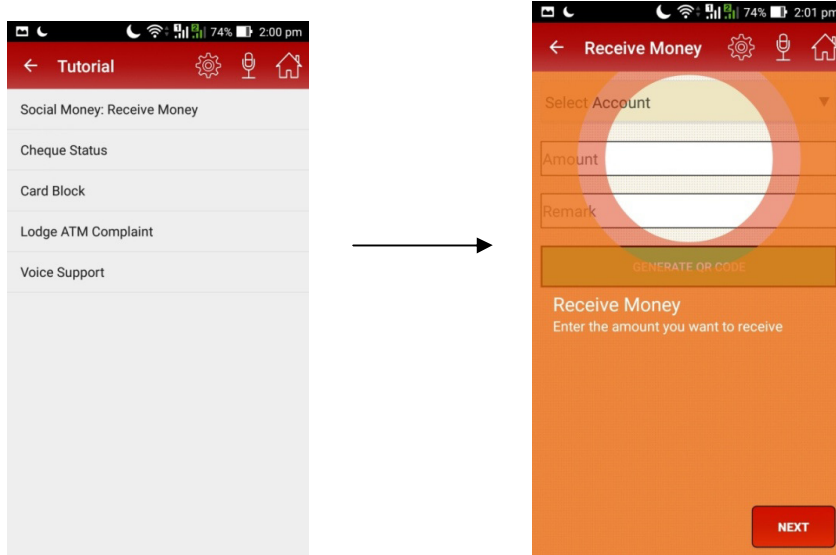 74% 2:00 pm
Tutorial
Social Money: Receive Money
Cheque Status
Card Block
Lodge ATM Complaint
Voice Support
74% 2:01 pm
Receive Money
Select Account
Amount
Remark
GENERATE QR CODE
Receive Money
Enter the amount you want to receive
NEXT